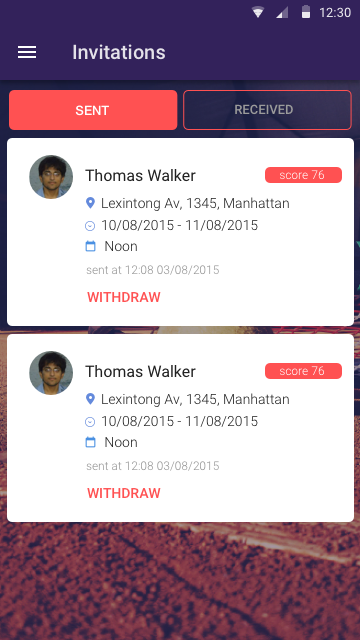 12:30
Invitations
SENT
RECEIVED
Thomas Walker
score 76
Lexintong Av, 1345, Manhattan
10/08/2015 - 11/08/2015
Noon
sent at 12:08 03/08/2015
WITHDRAW
Thomas Walker
score 76
Lexintong Av, 1345, Manhattan
10/08/2015 - 11/08/2015
Noon
sent at 12:08 03/08/2015
WITHDRAW